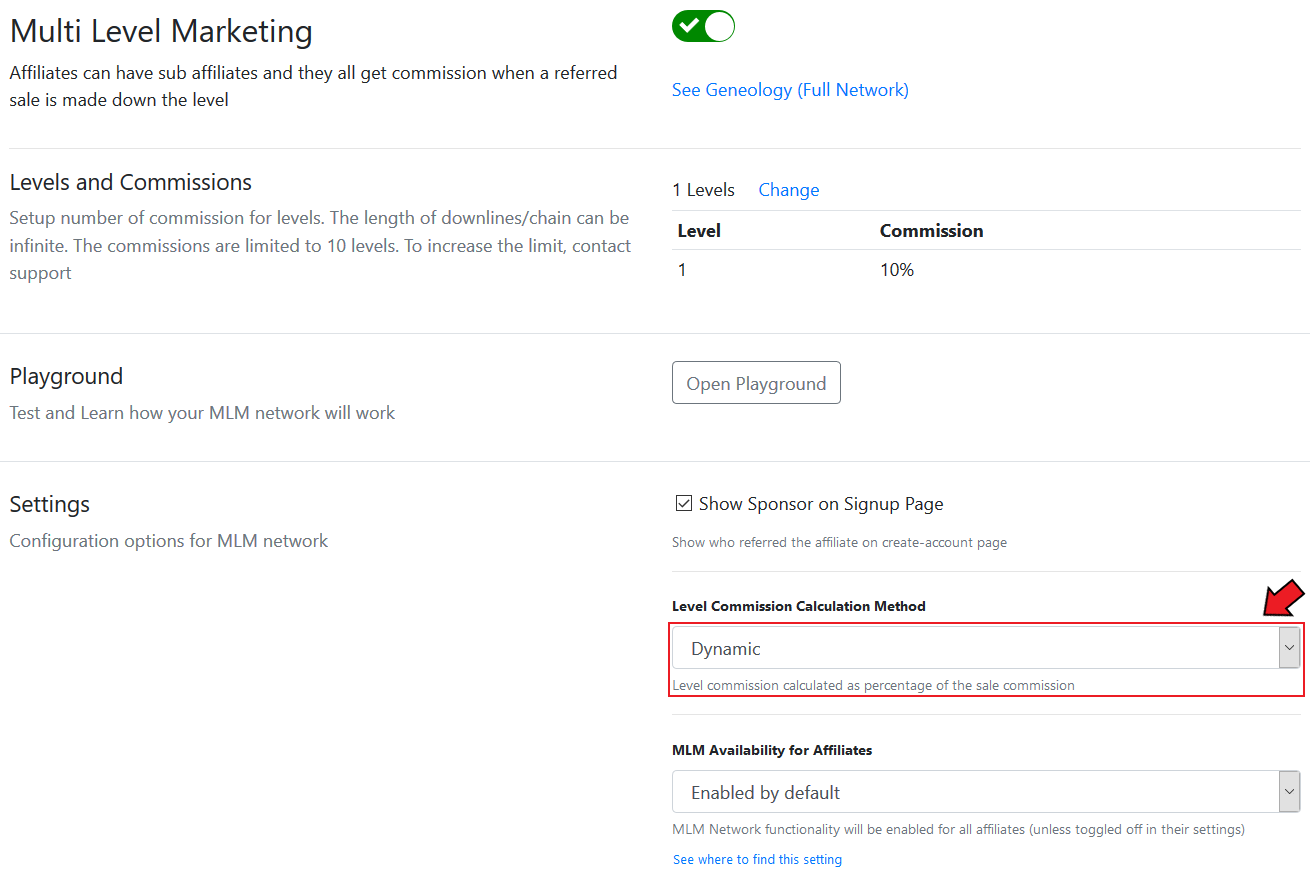 Multi Level Marketing
Affiliates can have sub affiliates and they all get commission when a referred
sale is made down the level
See Geneology (Full Network)
Levels and Commissions
Setup number of commission for levels. The length of downlines/chain can be
infinite. The commissions are limited to 10 levels. To increase the limit, contact
support
1 Levels Change
Level Commission
1 10%
Playground
Test and Learn how your MLM network will work
Open Playground
Settings
Configuration options for MLM network
Show Sponsor on Signup Page
Show who referred the affiliate on create-account page
Level Commission Calculation Method
Dynamic
Level commission calculated as percentage of the sale commission
MLM Availability for Affiliates
Enabled by default
MLM Network functionality will be enabled for all affiliates (unless toggled off in their settings)
See where to find this setting